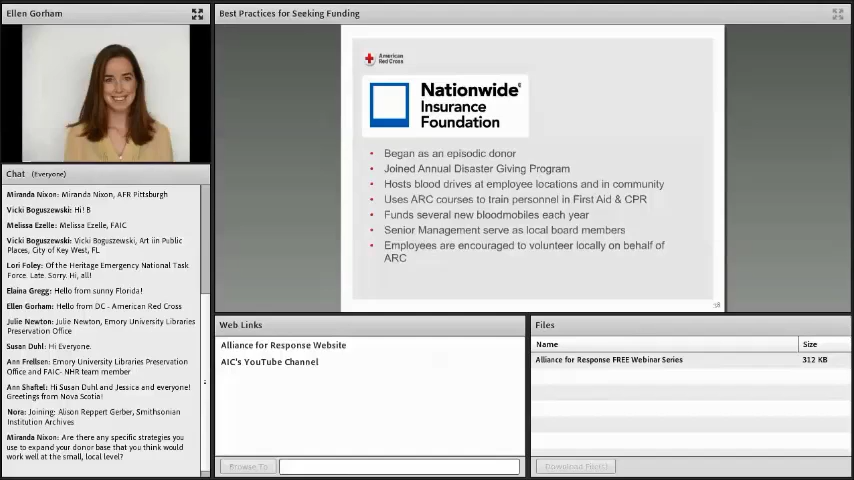 Ellen Gorham
Best Practices for Seeking Funding
American
Red Cross
Nationwide®
Insurance
Foundation
• Began as an episodic donor
• Joined Annual Disaster Giving Program
• Hosts blood drives at employee locations and in community
• Uses ARC courses to train personnel in First Aid & CPR
• Funds several new bloodmobiles each year
• Senior Management serve as local board members
• Employees are encouraged to volunteer locally on behalf of
ARC
Chat (Everyone)
Miranda Nixon: Miranda Nixon, AFR Pittsburgh
Vicki Boguszewski: Hi! B
Melissa Ezelle: Melissa Ezelle, FAIC
Vicki Boguszewski: Vicki Boguszewski, Art iin Public
Places, City of Key West, FL
Lori Foley: Of the Heritage Emergency National Task
Force. Late. Sorry. Hi, all!
Elaina Gregg: Hello from sunny Florida!
Ellen Gorham: Hello from DC - American Red Cross
Julie Newton: Julie Newton, Emory University Libraries
Preservation Office
Susan Duhl: Hi Everyone.
Ann Frellsen: Emory University Libraries Preservation
Office and FAIC- NHR team member
Ann Shaftel: Hi Susan Duhl and Jessica and everyone!
Greetings from Nova Scotia!
Nora: Joining: Alison Reppert Gerber, Smithsonian
Institution Archives
Miranda Nixon: Are there any specific strategies you
use to expand your donor base that you think would
work well at the small, local level?
Web Links
Alliance for Response Website
AIC's YouTube Channel
Browse To
Files
Name Size
Alliance for Response FREE Webinar Series 312 KB
Download File(s)